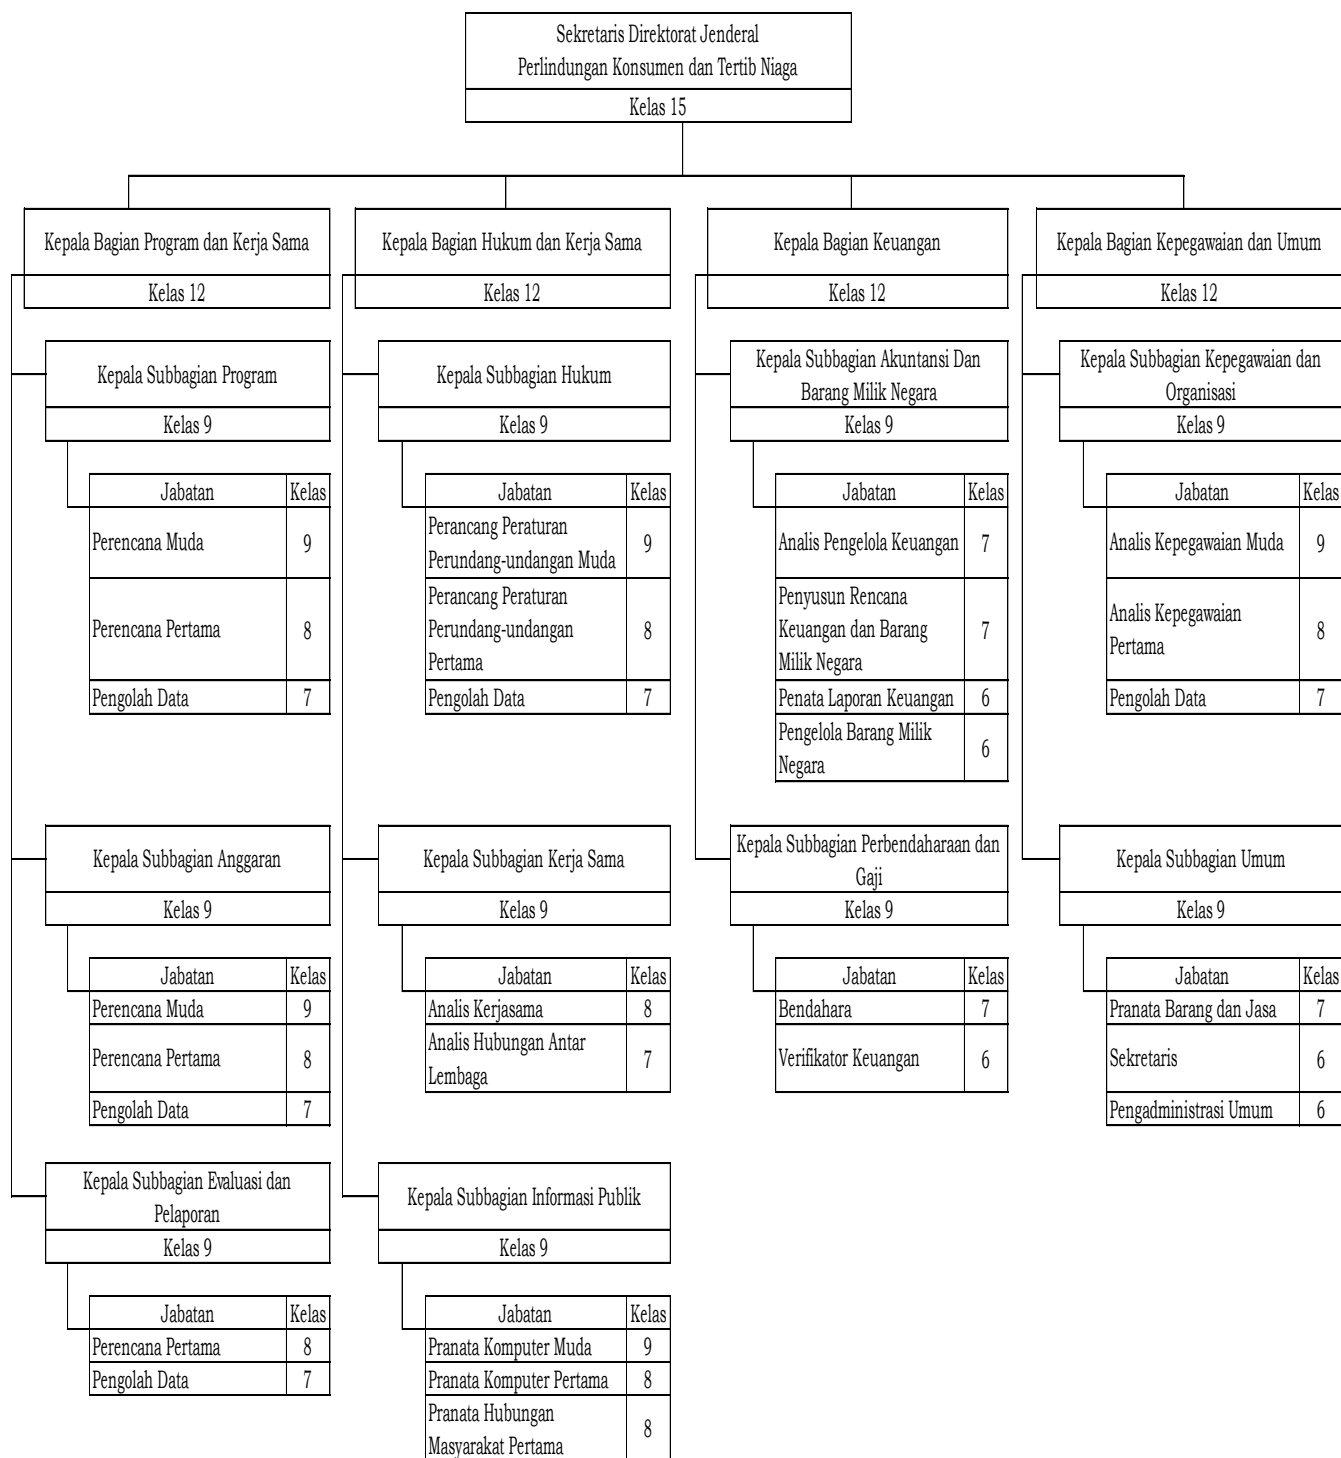 Sekretaris Direktorat Jenderal
Perlindungan Konsumen dan Tertib Niaga
Kelas 15
Kepala Bagian Program dan Kerja Sama
Kelas 12
Kepala Bagian Hukum dan Kerja Sama
Kelas 12
Kepala Bagian Keuangan
Kelas 12
Kepala Bagian Kepegawaian dan Umum
Kelas 12
Kepala Subbagian Program
Kelas 9
Jabatan Kelas
Perencana Muda 9
Perencana Pertama 8
Pengolah Data 7
Kepala Subbagian Hukum
Kelas 9
Jabatan Kelas
Perancang Peraturan
Perundang-undangan Muda 9
Perancang Peraturan
Perundang-undangan 8
Pertama
Pengolah Data 7
Kepala Subbagian Akuntansi Dan
Barang Milik Negara
Kelas 9
Jabatan Kelas
Analis Pengelola Keuangan 7
Penyusun Rencana
Keuangan dan Barang 7
Milik Negara
Penata Laporan Keuangan 6
Pengelola Barang Milik
Negara 6
Kepala Subbagian Kepegawaian dan
Organisasi
Kelas 9
Jabatan Kelas
Analis Kepegawaian Muda 9
Analis Kepegawaian
Pertama 8
Pengolah Data 7
Kepala Subbagian Anggaran
Kelas 9
Jabatan Kelas
Perencana Muda 9
Perencana Pertama 8
Pengolah Data 7
Kepala Subbagian Kerja Sama
Kelas 9
Jabatan Kelas
Analis Kerjasama 8
Analis Hubungan Antar
Lembaga 7
Kepala Subbagian Perbendaharaan dan
Gaji
Kelas 9
Jabatan Kelas
Bendahara 7
Verifikator Keuangan 6
Kepala Subbagian Umum
Kelas 9
Jabatan Kelas
Pranata Barang dan Jasa 7
Sekretaris 6
Pengadministrasi Umum 6
Kepala Subbagian Evaluasi dan
Pelaporan
Kelas 9
Jabatan Kelas
Perencana Pertama 8
Pengolah Data 7
Kepala Subbagian Informasi Publik
Kelas 9
Jabatan Kelas
Pranata Komputer Muda 9
Pranata Komputer Pertama 8
Pranata Hubungan
Masyarakat Pertama 8